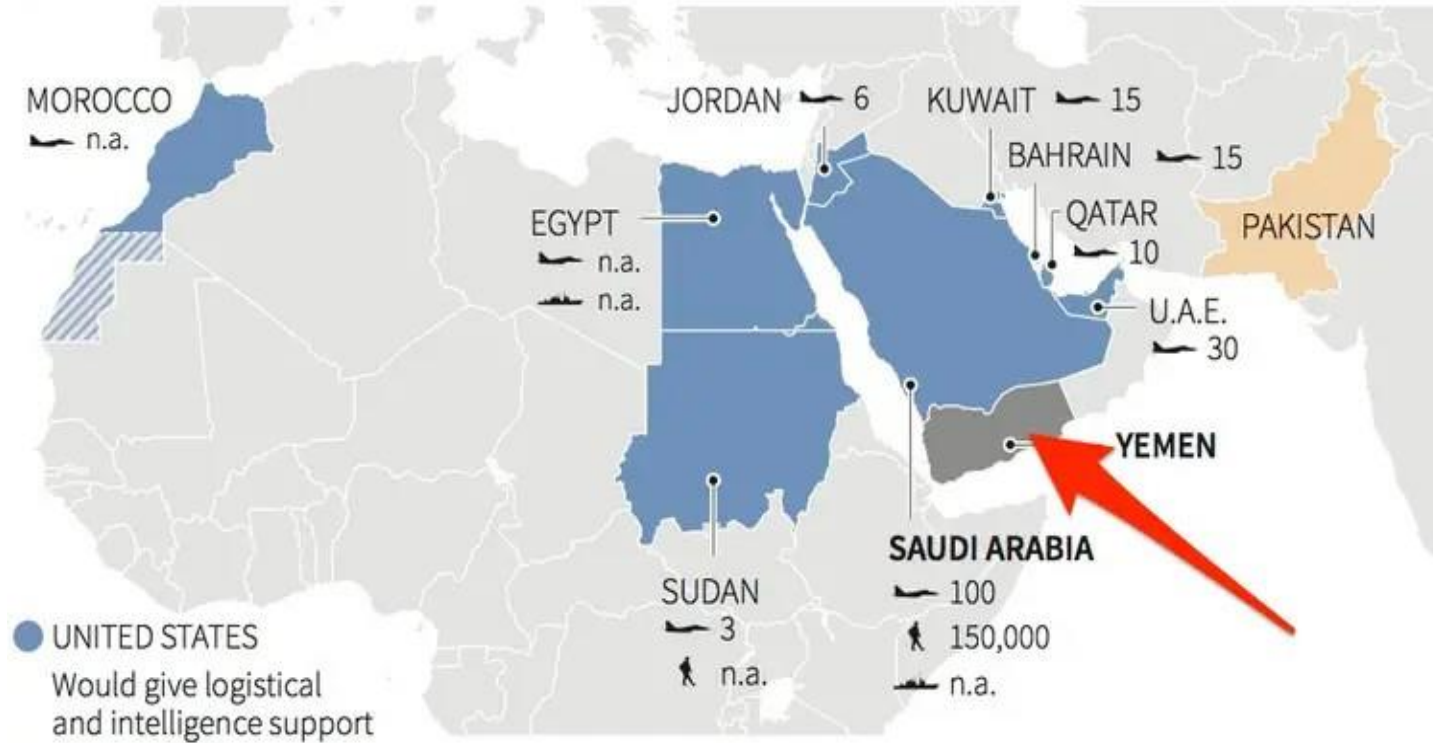 MOROCCO
n.a.
JORDAN 6
KUWAIT 15
BAHRAIN 15
EGYPT
n.a.
n.a.
QATAR
10
PAKISTAN
U.A.E.
30
YEMEN
SAUDI ARABIA
100
150,000
n.a.
SUDAN
3
n.a.
UNITED STATES
Would give logistical
and intelligence support